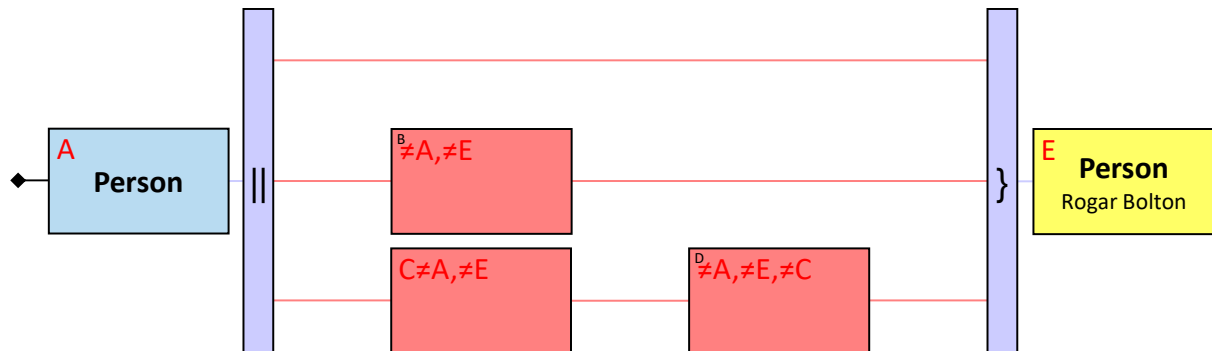 A
Person
||
B
≠A,≠E
C≠A,≠E
D
≠A,≠E,≠C
}
E
Person
Rogar Bolton